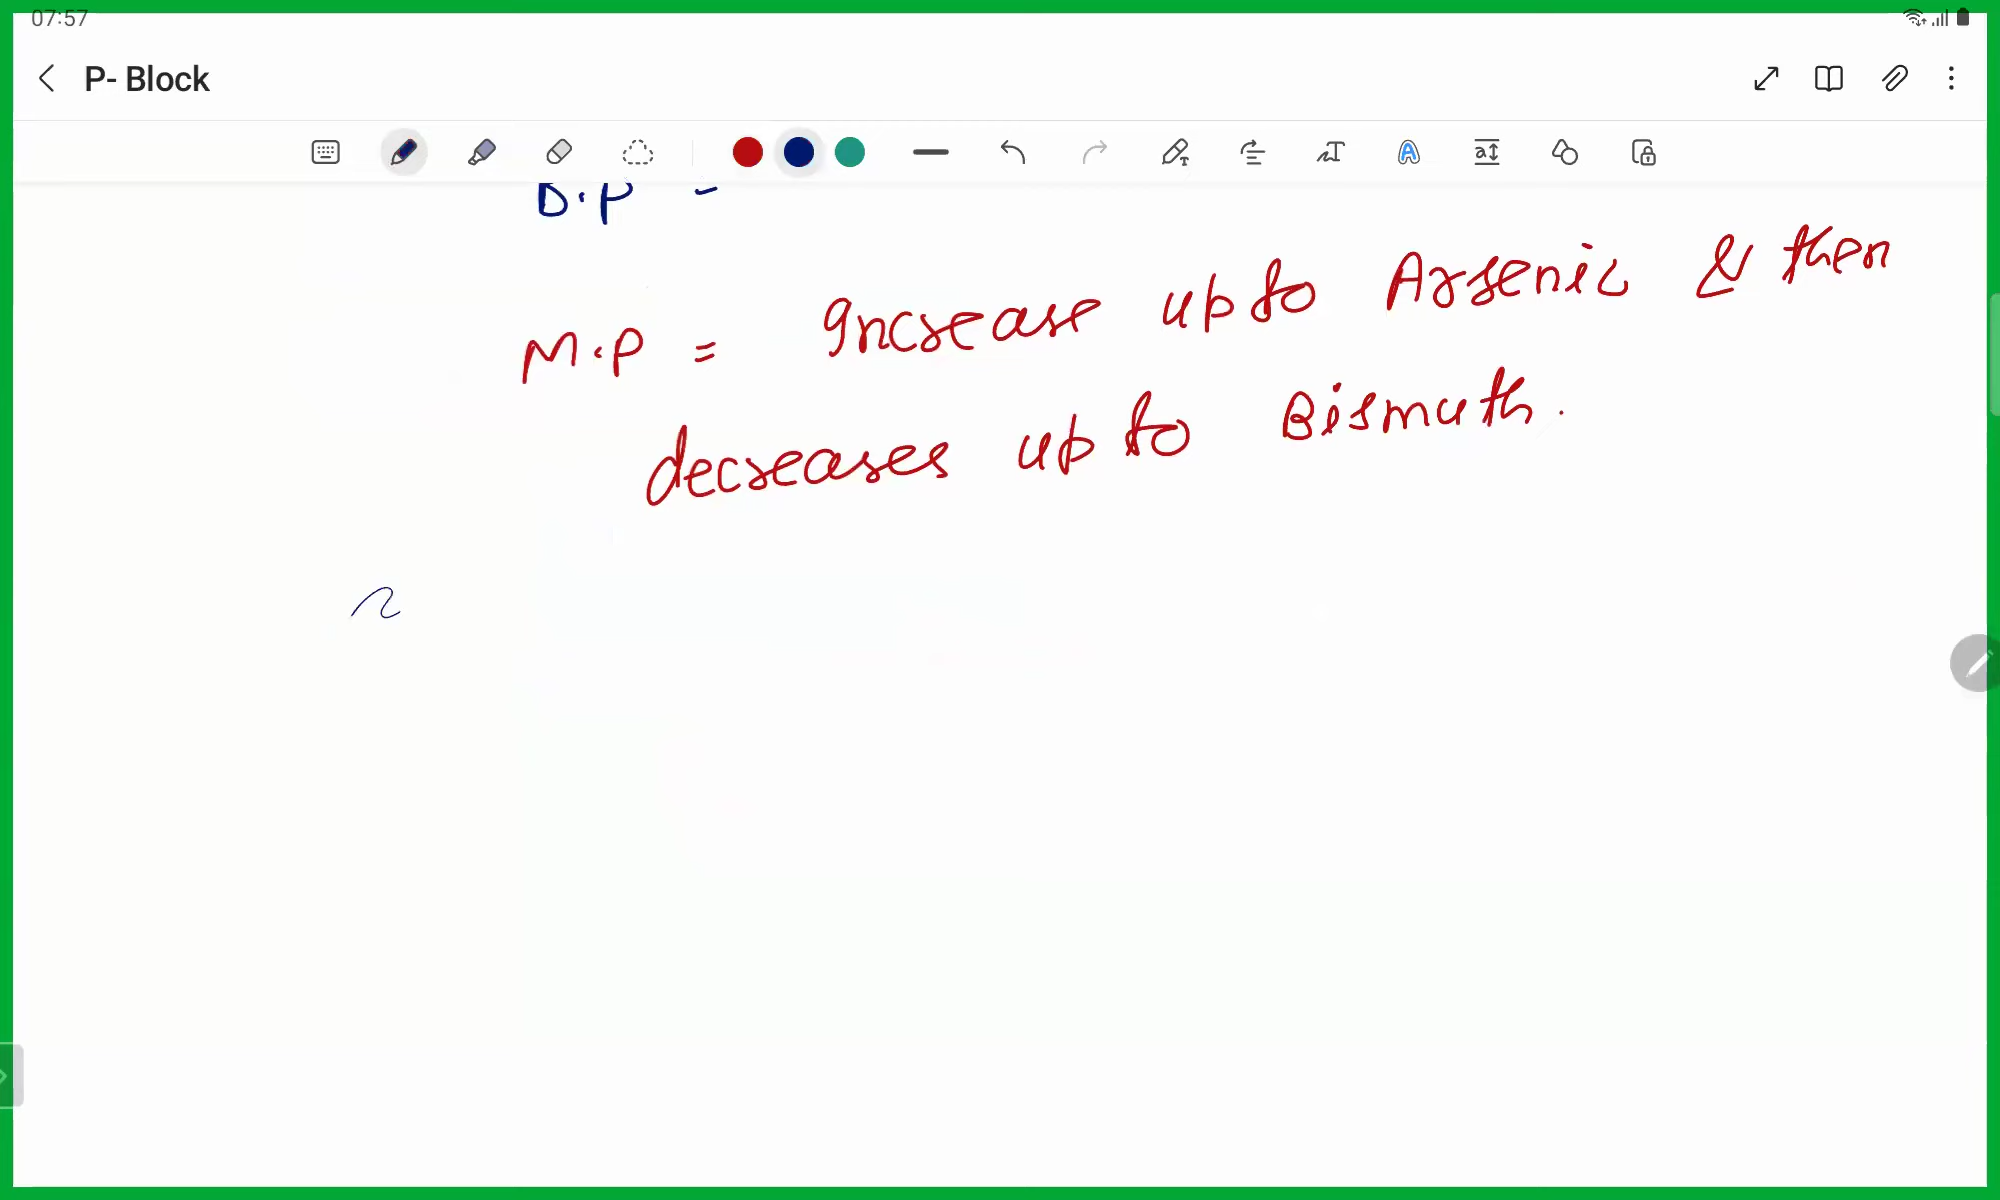 07:57
P- Block
B.P =
M.P = Increase upto Arsenic & then
decreases upto Bismuth.